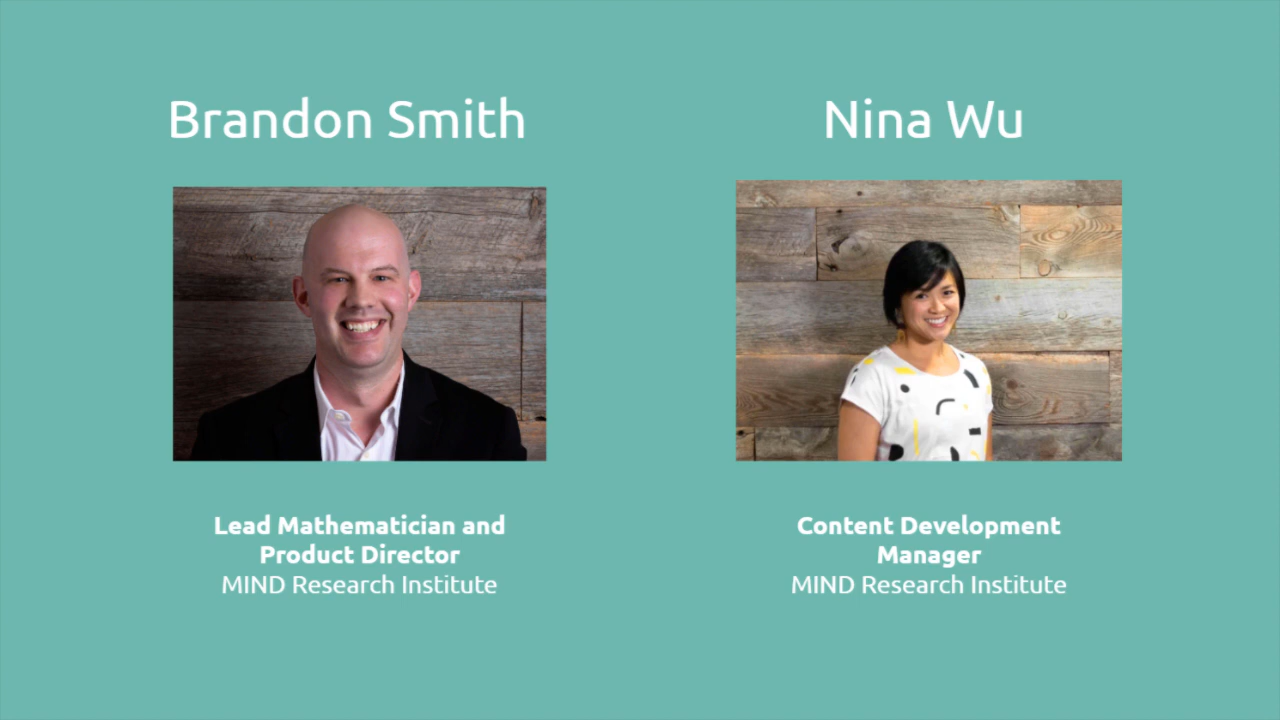 Brandon Smith
Nina Wu
Lead Mathematician and
Product Director
MIND Research Institute
Content Development
Manager
MIND Research Institute